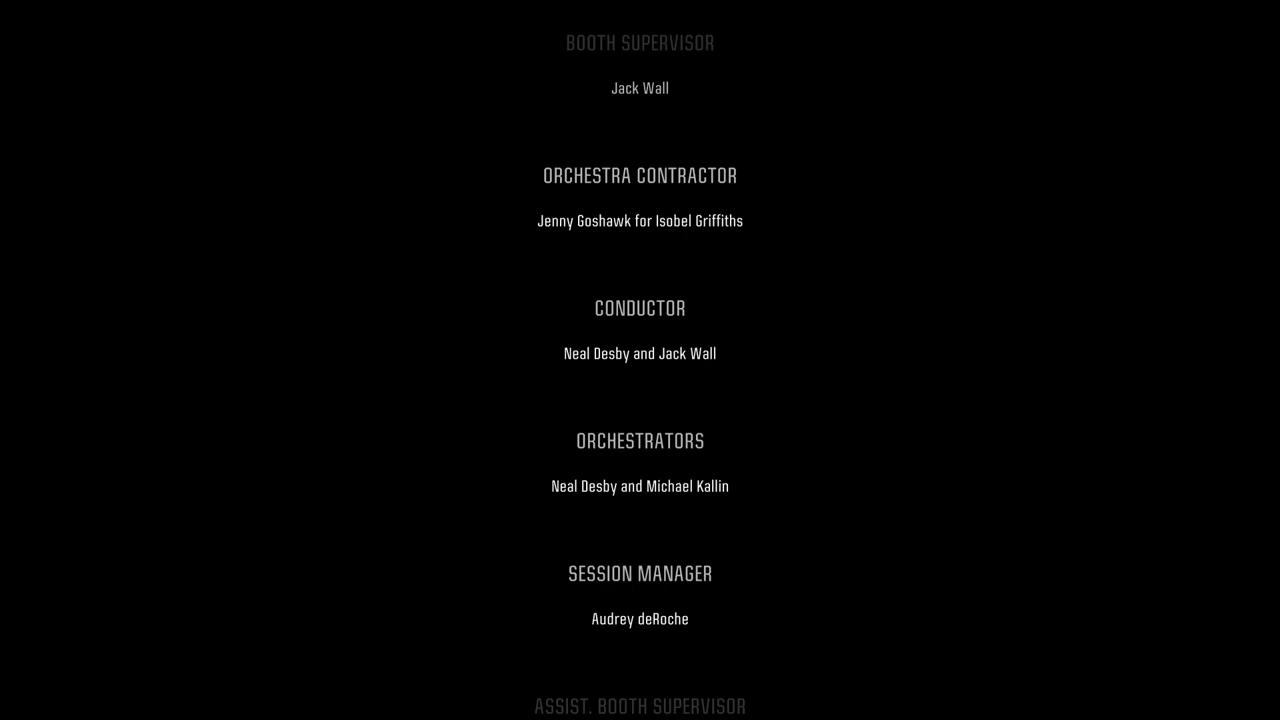 BOOTH SUPERVISOR
Jack Wall
ORCHESTRA CONTRACTOR
Jenny Goshawk for Isobel Griffiths
CONDUCTOR
Neal Desby and Jack Wall
ORCHESTRATORS
Neal Desby and Michael Kallin
SESSION MANAGER
Audrey deRoche
ASSIST. BOOTH SUPERVISOR